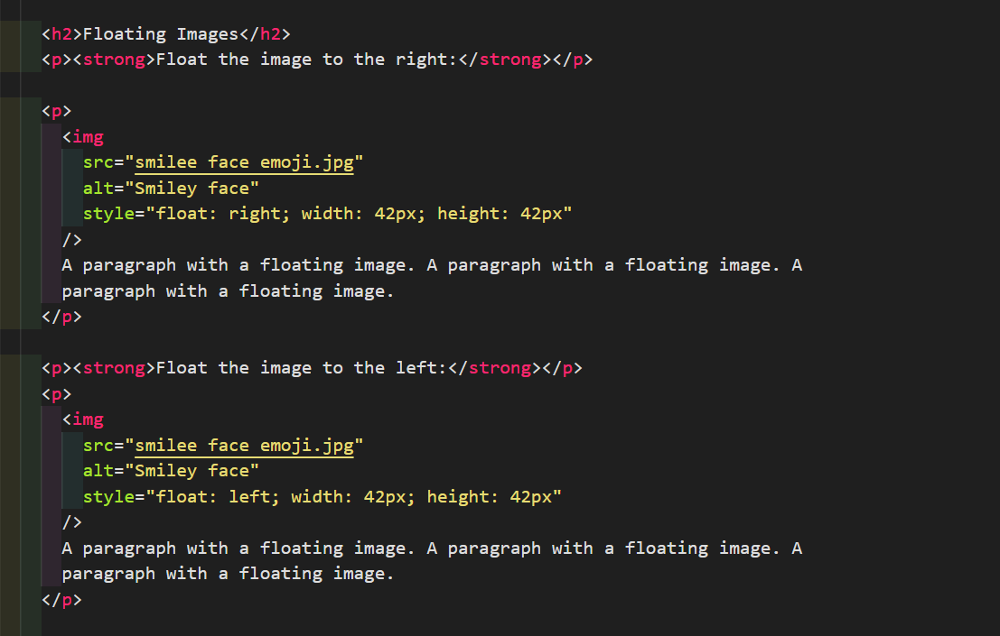 <h2>Floating Images</h2>
<p><strong>Float the image to the right:</strong></p>
<p>
<img
src="smilee face emoji.jpg"
alt="Smiley face"
style="float: right; width: 42px; height: 42px"
/>
A paragraph with a floating image. A paragraph with a floating image. A
paragraph with a floating image.
</p>
<p><strong>Float the image to the left:</strong></p>
<p>
<img
src="smilee face emoji.jpg"
alt="Smiley face"
style="float: left; width: 42px; height: 42px"
/>
A paragraph with a floating image. A paragraph with a floating image. A
paragraph with a floating image.
</p>